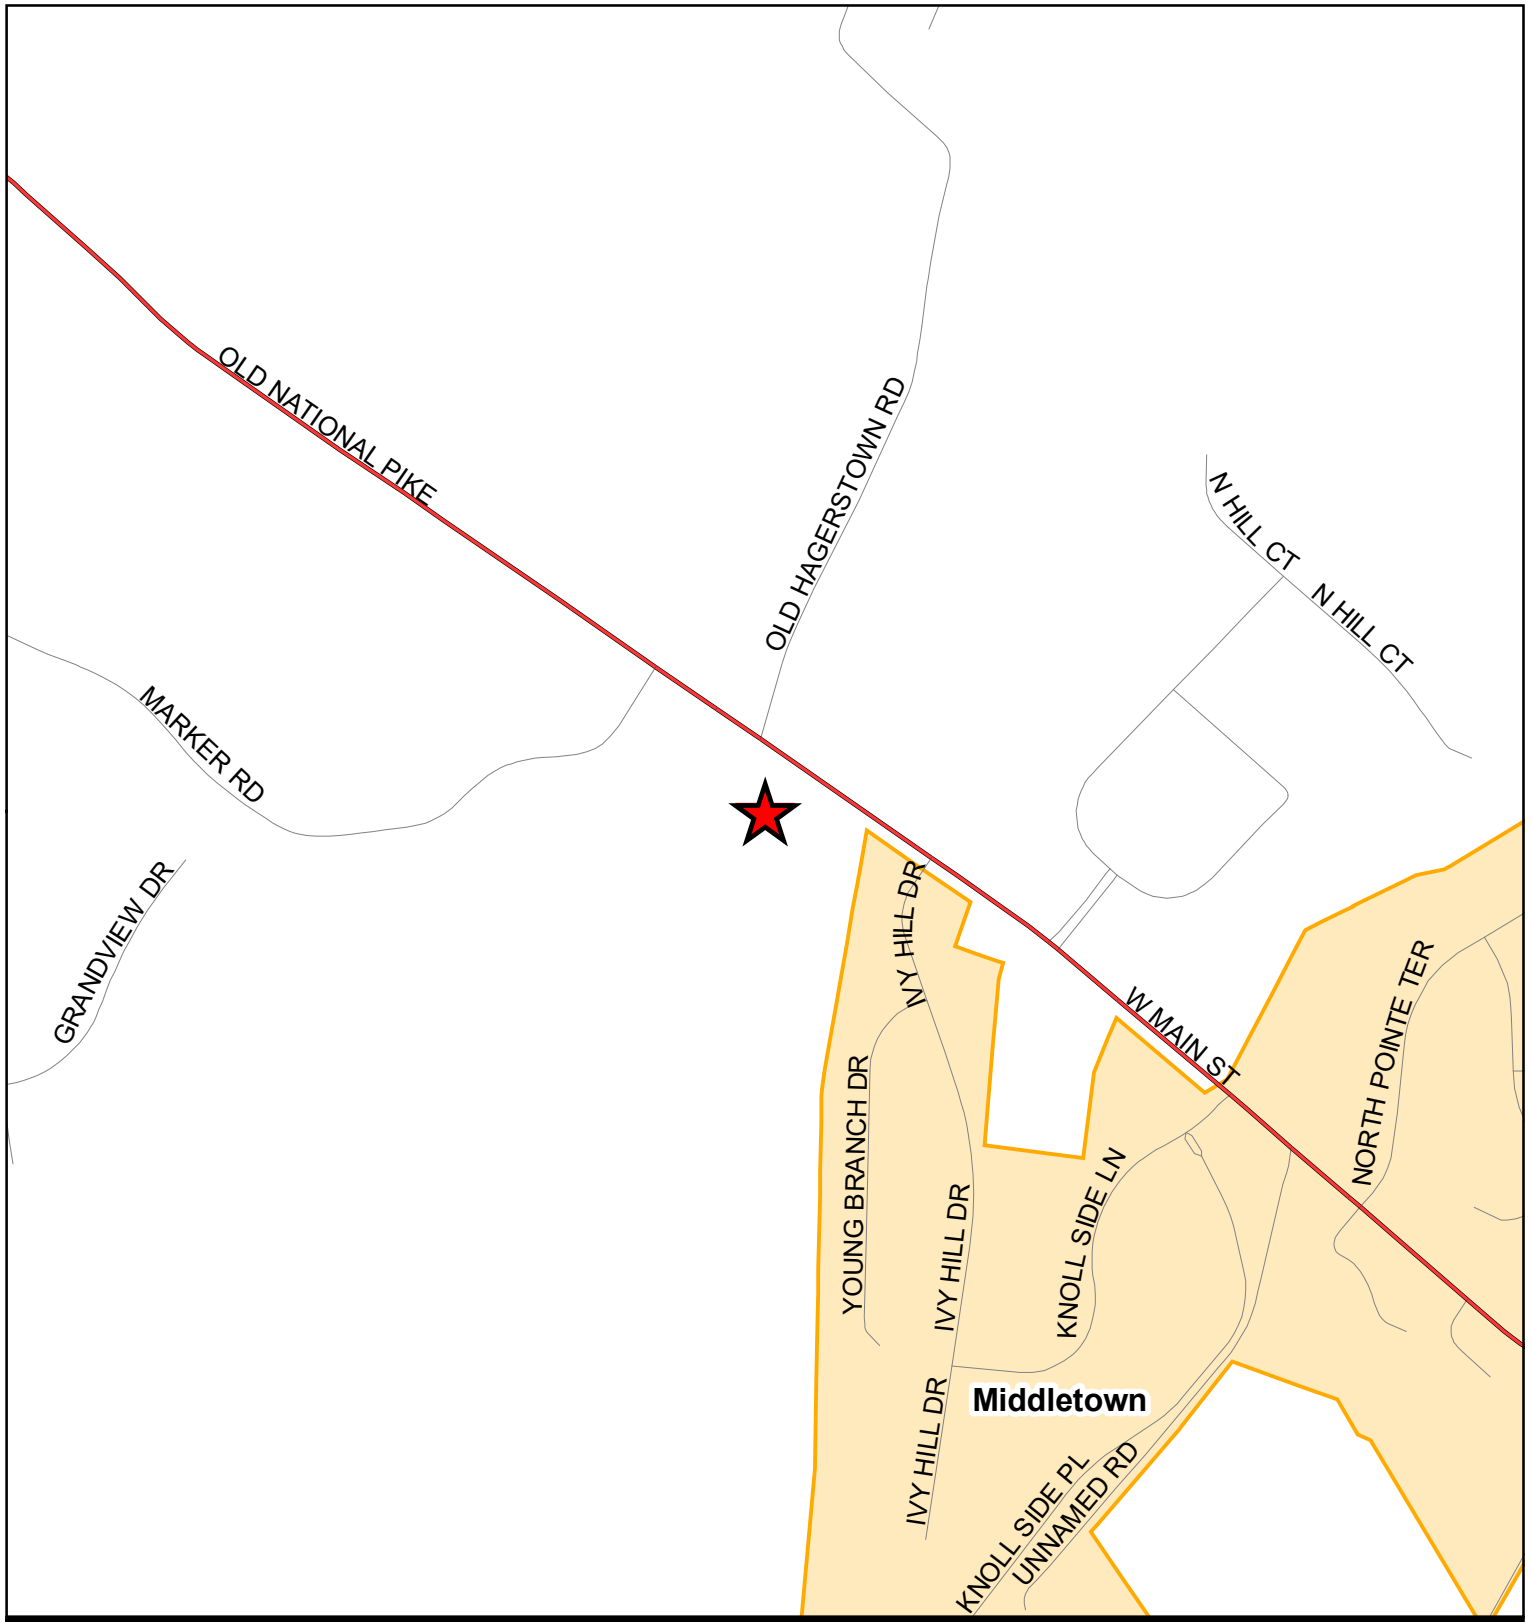 OLD NATIONAL PIKE
OLD HAGERSTOWN RD
N HILL CT
N HILL CT
MARKER RD
GRANDVIEW DR
IVY HILL DR
W MAIN ST
NORTH POINTE TER
YOUNG BRANCH DR
IVY HILL DR
KNOLL SIDE LN
IVY HILL DR
Middletown
KNOLL SIDE PL
UNNAMED RD